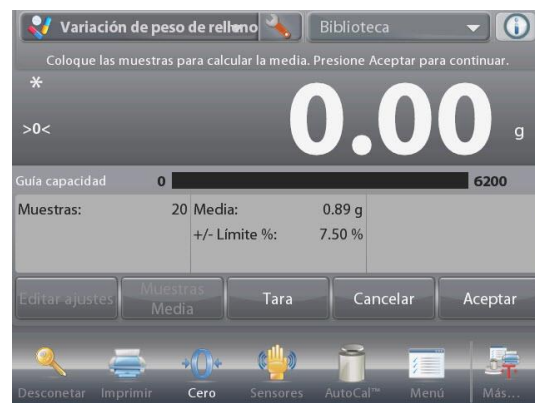 Variación de peso de relleno
Biblioteca
Coloque las muestras para calcular la media. Presione Aceptar para continuar.
*
>0<
0.00 g
Guía capacidad 0 6200
Muestras: 20 Media: 0.89 g
+/- Límite %: 7.50 %
Editar ajustes Muestras Media Tara Cancelar Aceptar
Desconetar Imprimir Cero Sensores AutoCal™ Menú Más...